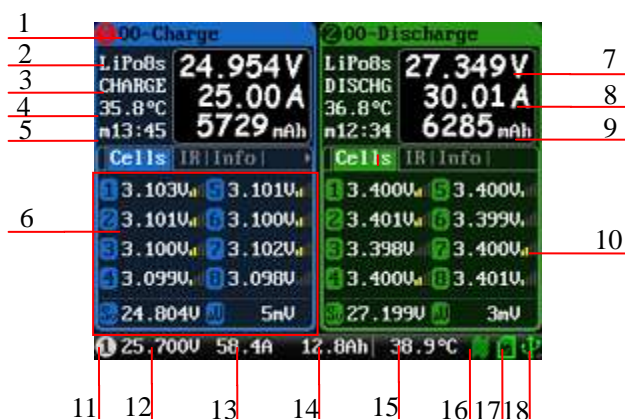 1 ①00-Charge ②00-Discharge
2 LiPo8s 24.954V LiPo8s 27.349V 7
3 CHARGE 25.00A DISCHG 30.01A 8
4 35.8°C 36.8°C
5 m13:45 5729mAh m12:34 6285mAh 9
Cells IR|Info| Cells IR|Info|
1 3.103V 5 3.101V 1 3.400V 5 3.400V
6 2 3.101V 6 3.100V 2 3.401V 6 3.399V
3 3.100V 7 3.102V 3 3.398V 7 3.400V 10
4 3.099V 8 3.098V 4 3.400V 8 3.401V
24.804V 5mV 27.199V 3mV
① 25.700V 58.4A 12.8Ah| 38.9°C
11 12 13 14 15 16 17 18